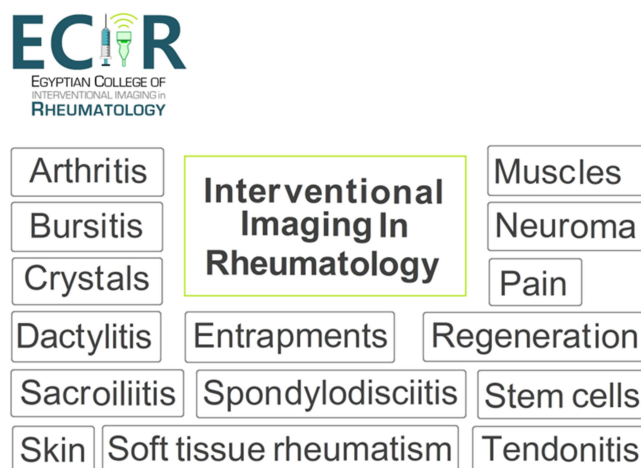 ECIIR
EGYPTIAN COLLEGE OF
INTERVENTIONAL IMAGING in
RHEUMATOLOGY
Arthritis
Bursitis
Crystals
Interventional
Imaging In
Rheumatology
Muscles
Neuroma
Pain
Dactylitis
Entrapments
Regeneration
Sacroiliitis
Spondylodisciitis
Stem cells
Skin
Soft tissue rheumatism
Tendonitis